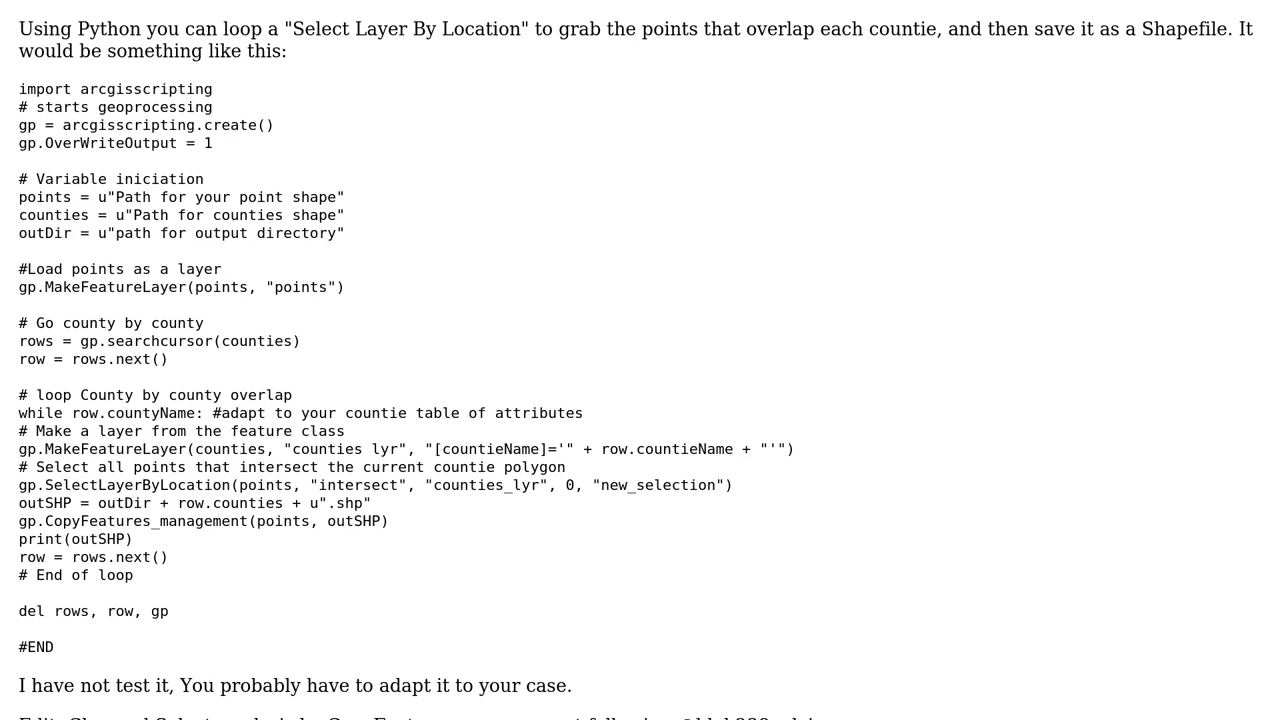 Using Python you can loop a "Select Layer By Location" to grab the points that overlap each countie, and then save it as a Shapefile. It
would be something like this:
import arcgisscripting
# starts geoprocessing
gp = arcgisscripting.create()
gp.OverWriteOutput = 1
# Variable iniciation
points = u"Path for your point shape"
counties = u"Path for counties shape"
outDir = u"path for output directory"
#Load points as a layer
gp.MakeFeatureLayer(points, "points")
# Go county by county
rows = gp.searchcursor(counties)
row = rows.next()
# loop County by county overlap
while row.countyName: #adapt to your countie table of attributes
# Make a layer from the feature class
gp.MakeFeatureLayer(counties, "counties lyr", "[countieName]='" + row.countieName + "'")
# Select all points that intersect the current countie polygon
gp.SelectLayerByLocation(points, "intersect", "counties_lyr", 0, "new_selection")
outSHP = outDir + row.counties + u".shp"
gp.CopyFeatures_management(points, outSHP)
print(outSHP)
row = rows.next()
# End of loop
del rows, row, gp
#END
I have not test it, You probably have to adapt it to your case.